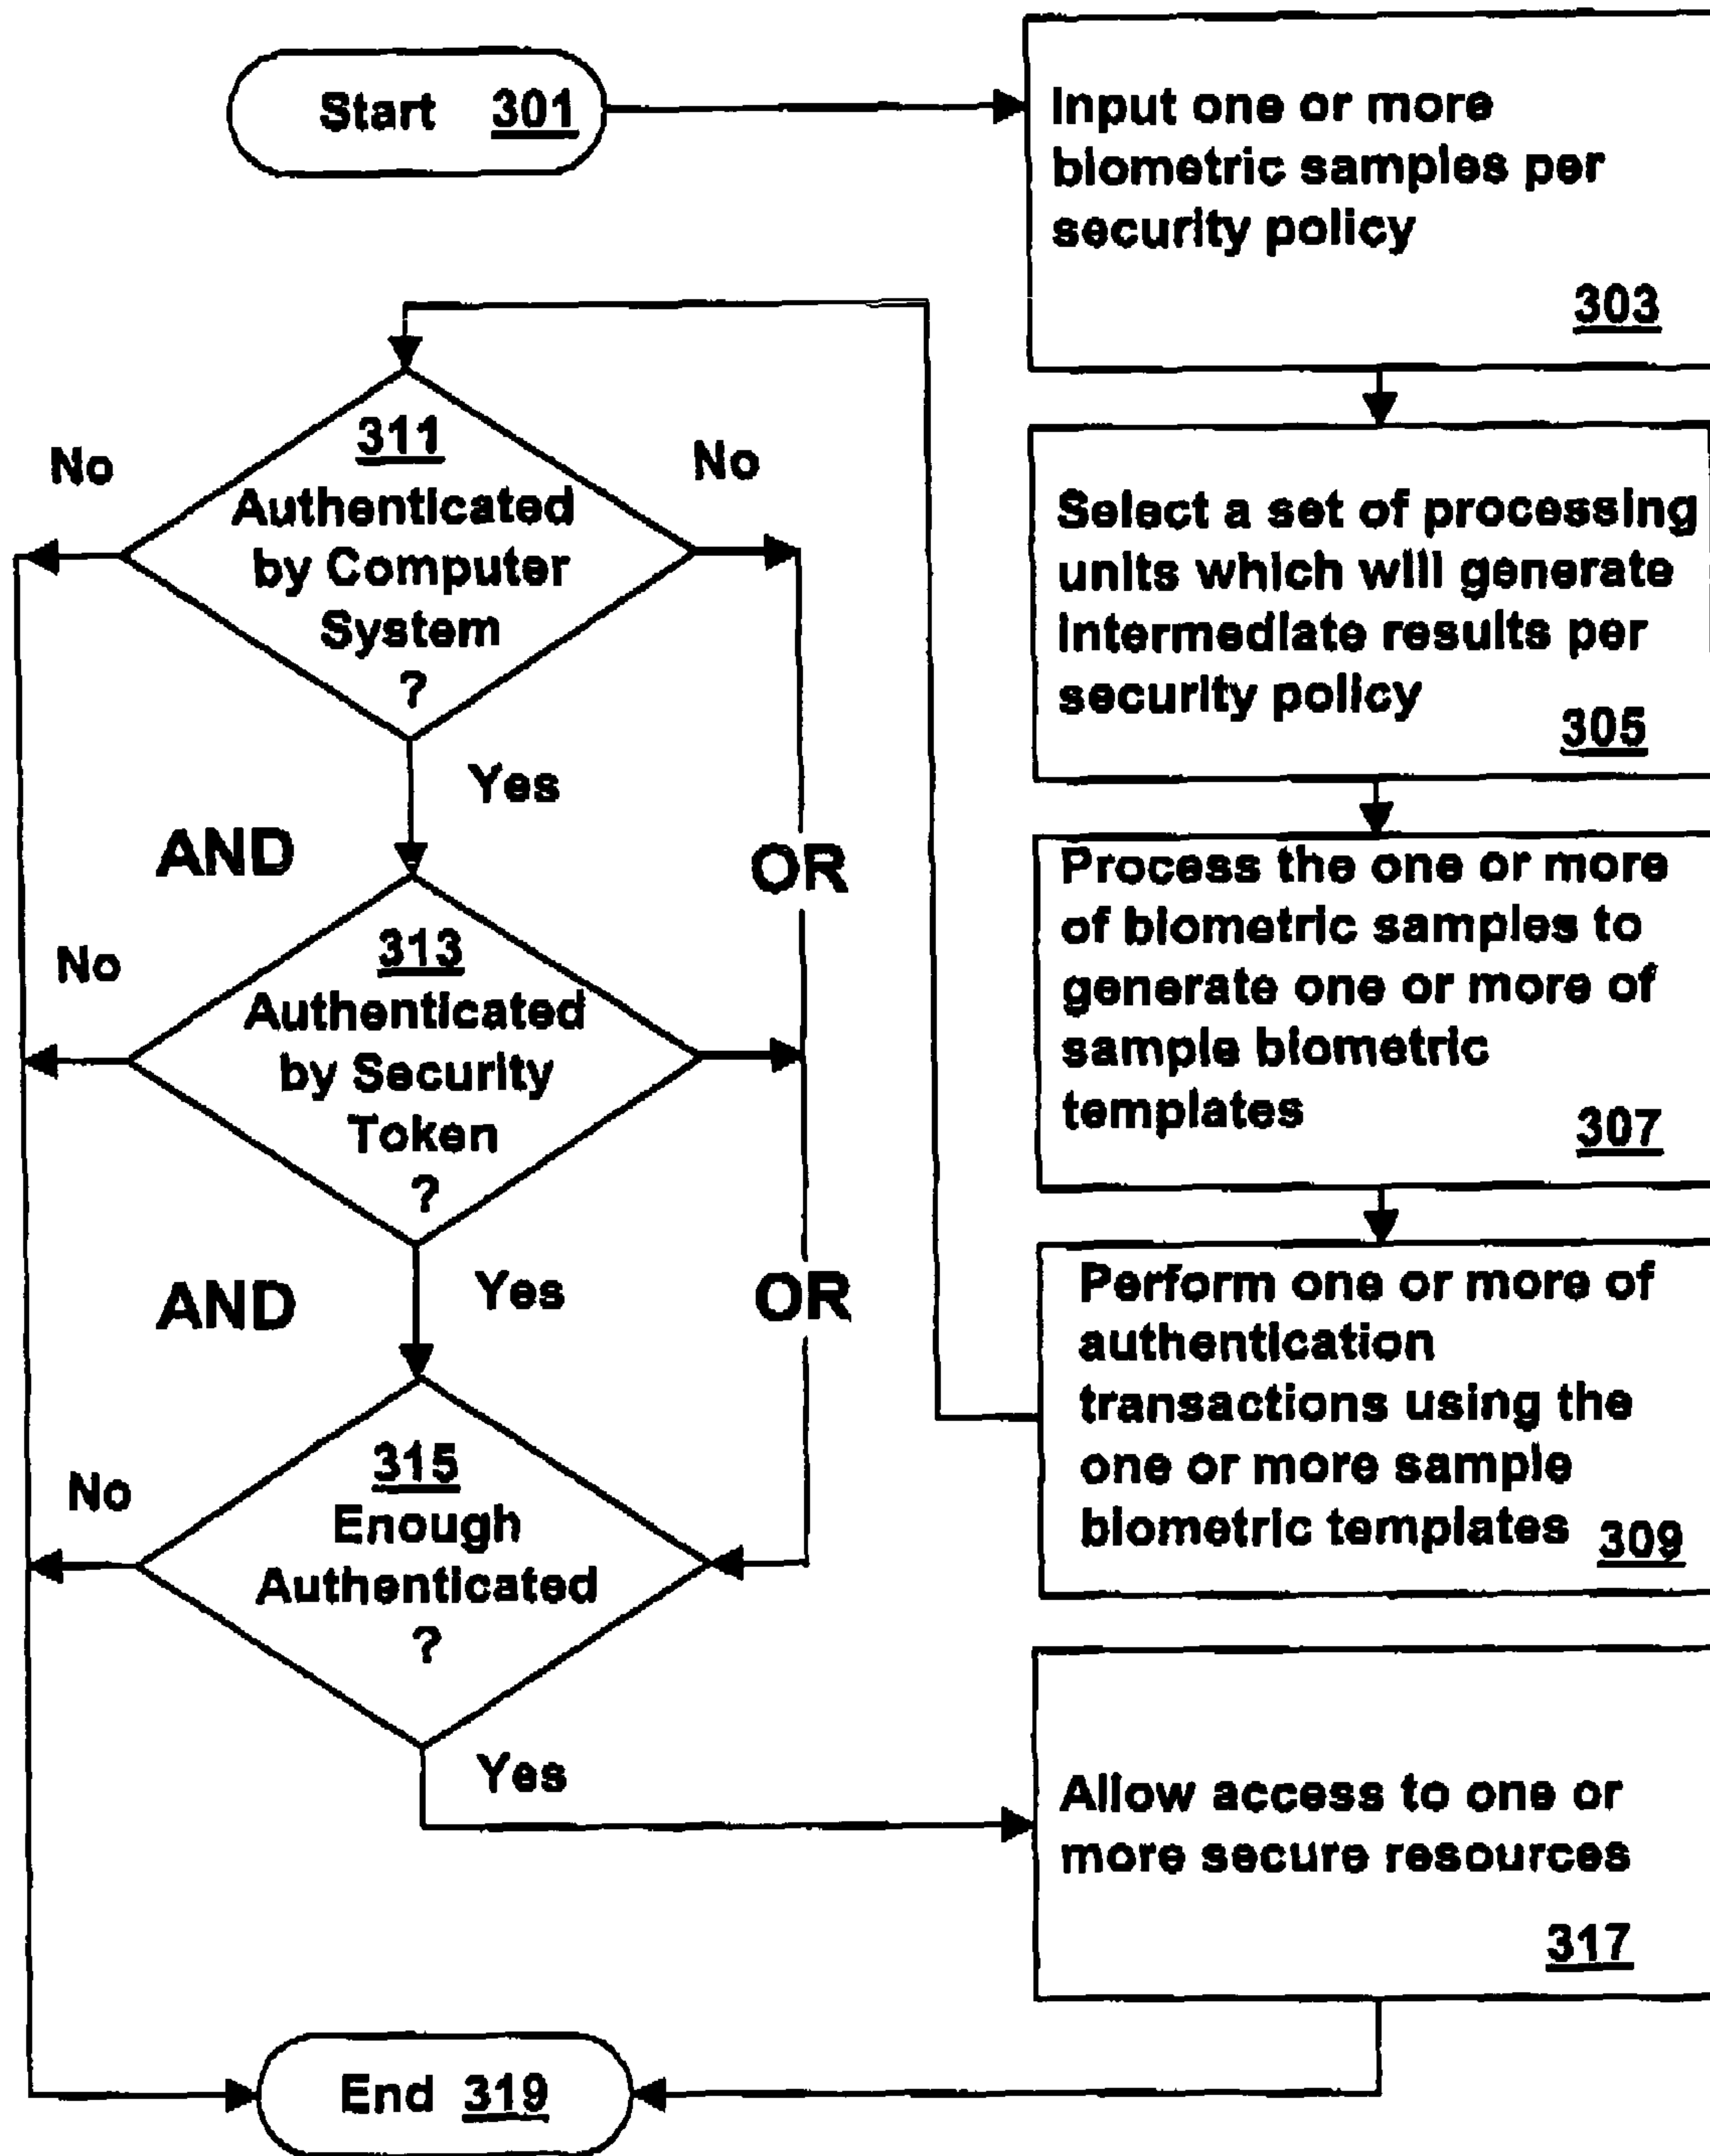 Start 301
Input one or more
biometric samples per
security policy
303
Select a set of processing
units which will generate
intermediate results per
security policy
305
Process the one or more
of biometric samples to
generate one or more of
sample biometric
templates
307
Perform one or more of
authentication
transactions using the
one or more sample
biometric templates 309
No
311
No
Authenticated
by Computer
System
?
Yes
AND
OR
No
313
Authenticated
by Security
Token
?
Yes
AND
OR
No
315
Enough
Authenticated
?
Yes
Allow access to one or
more secure resources
317
End 319